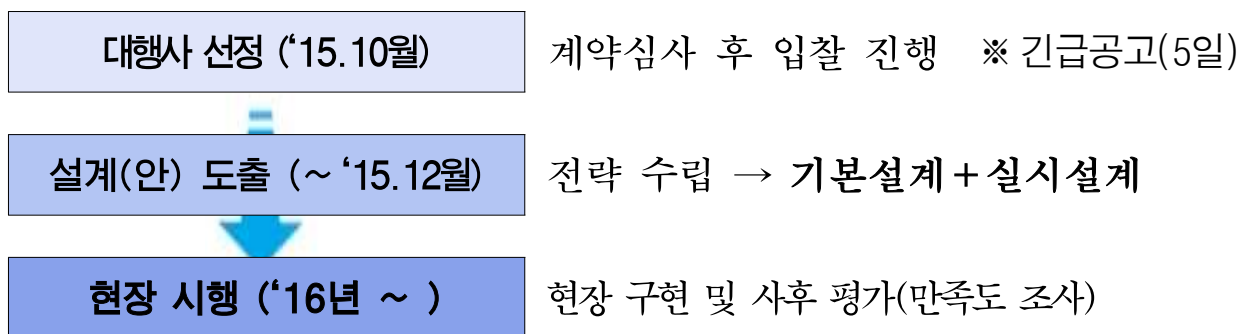 대행사 선정 (‘15.10월) 계약심사 후 입찰 진행 ※ 긴급공고(5일)
설계(안) 도출 (~ ‘15.12월) 전략 수립 → 기본설계+실시설계
현장 시행 (‘16년 ~ ) 현장 구현 및 사후 평가(만족도 조사)